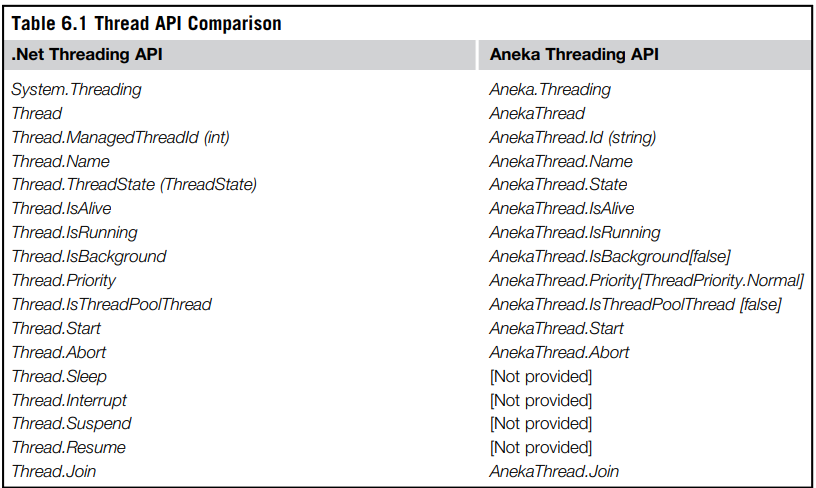 Table 6.1 Thread API Comparison
.Net Threading API Aneka Threading API
System.Threading Aneka.Threading
Thread AnekaThread
Thread.ManagedThreadId (int) AnekaThread.Id (string)
Thread.Name AnekaThread.Name
Thread.ThreadState (ThreadState) AnekaThread.State
Thread.IsAlive AnekaThread.IsAlive
Thread.IsRunning AnekaThread.IsRunning
Thread.IsBackground AnekaThread.IsBackground[false]
Thread.Priority AnekaThread.Priority[ThreadPriority.Normal]
Thread.IsThreadPoolThread AnekaThread.IsThreadPoolThread [false]
Thread.Start AnekaThread.Start
Thread.Abort AnekaThread.Abort
Thread.Sleep [Not provided]
Thread.Interrupt [Not provided]
Thread.Suspend [Not provided]
Thread.Resume [Not provided]
Thread.Join AnekaThread.Join